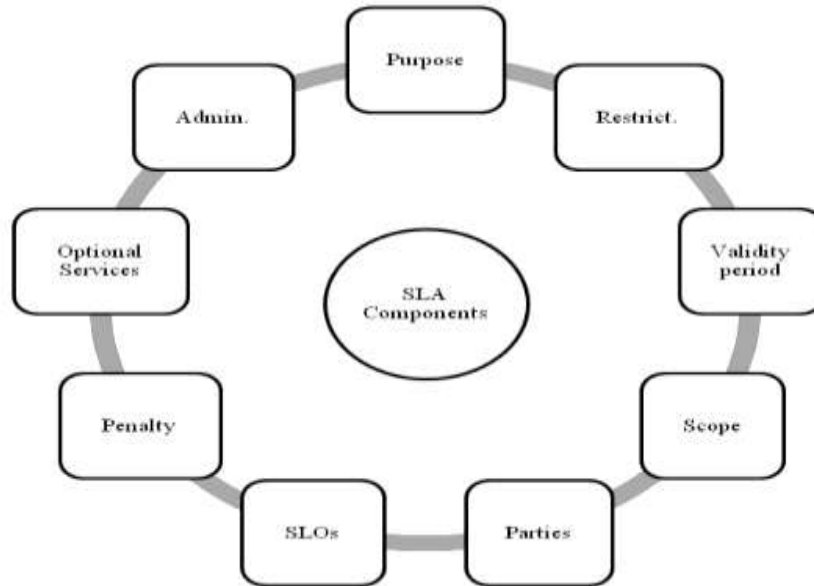 Purpose
Restrict.
Validity
period
Scope
Parties
SLOs
Penalty
Optional
Services
Admin.
SLA
Components